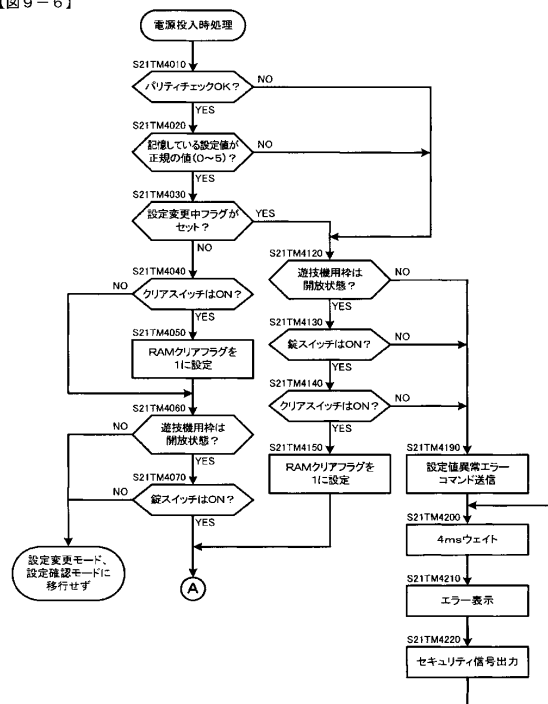 【図9-6】
電源投入時処理
S21TM4010
パリティチェックOK?
NO
YES
S21TM4020
記憶している設定値が
正規の値(0～5)?
NO
YES
S21TM4030
設定変更中フラグが
セット?
YES
NO
S21TM4040
クリアスイッチはON?
NO
YES
S21TM4050
RAMクリアフラグを
1に設定
S21TM4060
遊技機用枠は
開放状態?
NO
YES
S21TM4070
錠スイッチはON?
NO
YES
設定変更モード、
設定確認モードに
移行せず
A
S21TM4120
遊技機用枠は
開放状態?
NO
YES
S21TM4130
錠スイッチはON?
NO
YES
S21TM4140
クリアスイッチはON?
NO
YES
S21TM4150
RAMクリアフラグを
1に設定
S21TM4190
設定値異常エラー
コマンド送信
S21TM4200
4msウェイト
S21TM4210
エラー表示
S21TM4220
セキュリティ信号出力